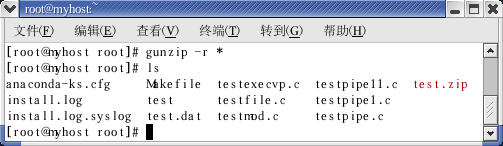 root@myhost:~
文件(F) 编辑(E) 查看(V) 终端(T) 转到(G) 帮助(H)
[root@myhost root]# gunzip -r *
[root@myhost root]# ls
anaconda-ks.cfg Makefile testexecvp.c testpipe11.c test.zip
install.log test testfile.c testpipe1.c
install.log.syslog test.dat testmod.c testpipe.c
[root@myhost root]#